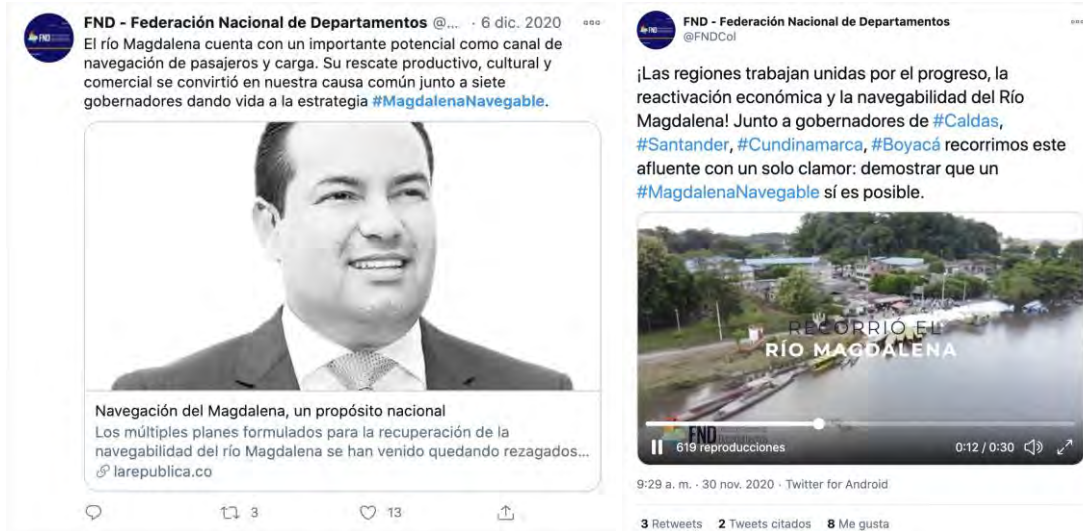 FND - Federación Nacional de Departamentos @... · 6 dic. 2020
El río Magdalena cuenta con un importante potencial como canal de
navegación de pasajeros y carga. Su rescate productivo, cultural y
comercial se convirtió en nuestra causa común junto a siete
gobernadores dando vida a la estrategia #MagdalenaNavegable.
Navegación del Magdalena, un propósito nacional
Los múltiples planes formulados para la recuperación de la
navegabilidad del río Magdalena se han venido quedando rezagados...
larepublica.co
3
13
FND - Federación Nacional de Departamentos
@FNDCol
¡Las regiones trabajan unidas por el progreso, la
reactivación económica y la navegabilidad del Río
Magdalena! Junto a gobernadores de #Caldas,
#Santander, #Cundinamarca, #Boyacá recorrimos este
afluente con un solo clamor: demostrar que un
#MagdalenaNavegable sí es posible.
RECORRIÓ EL
RÍO MAGDALENA
FND
619 reproducciones
0:12 / 0:30
9:29 a. m. · 30 nov. 2020 · Twitter for Android
3 Retweets 2 Tweets citados 8 Me gusta